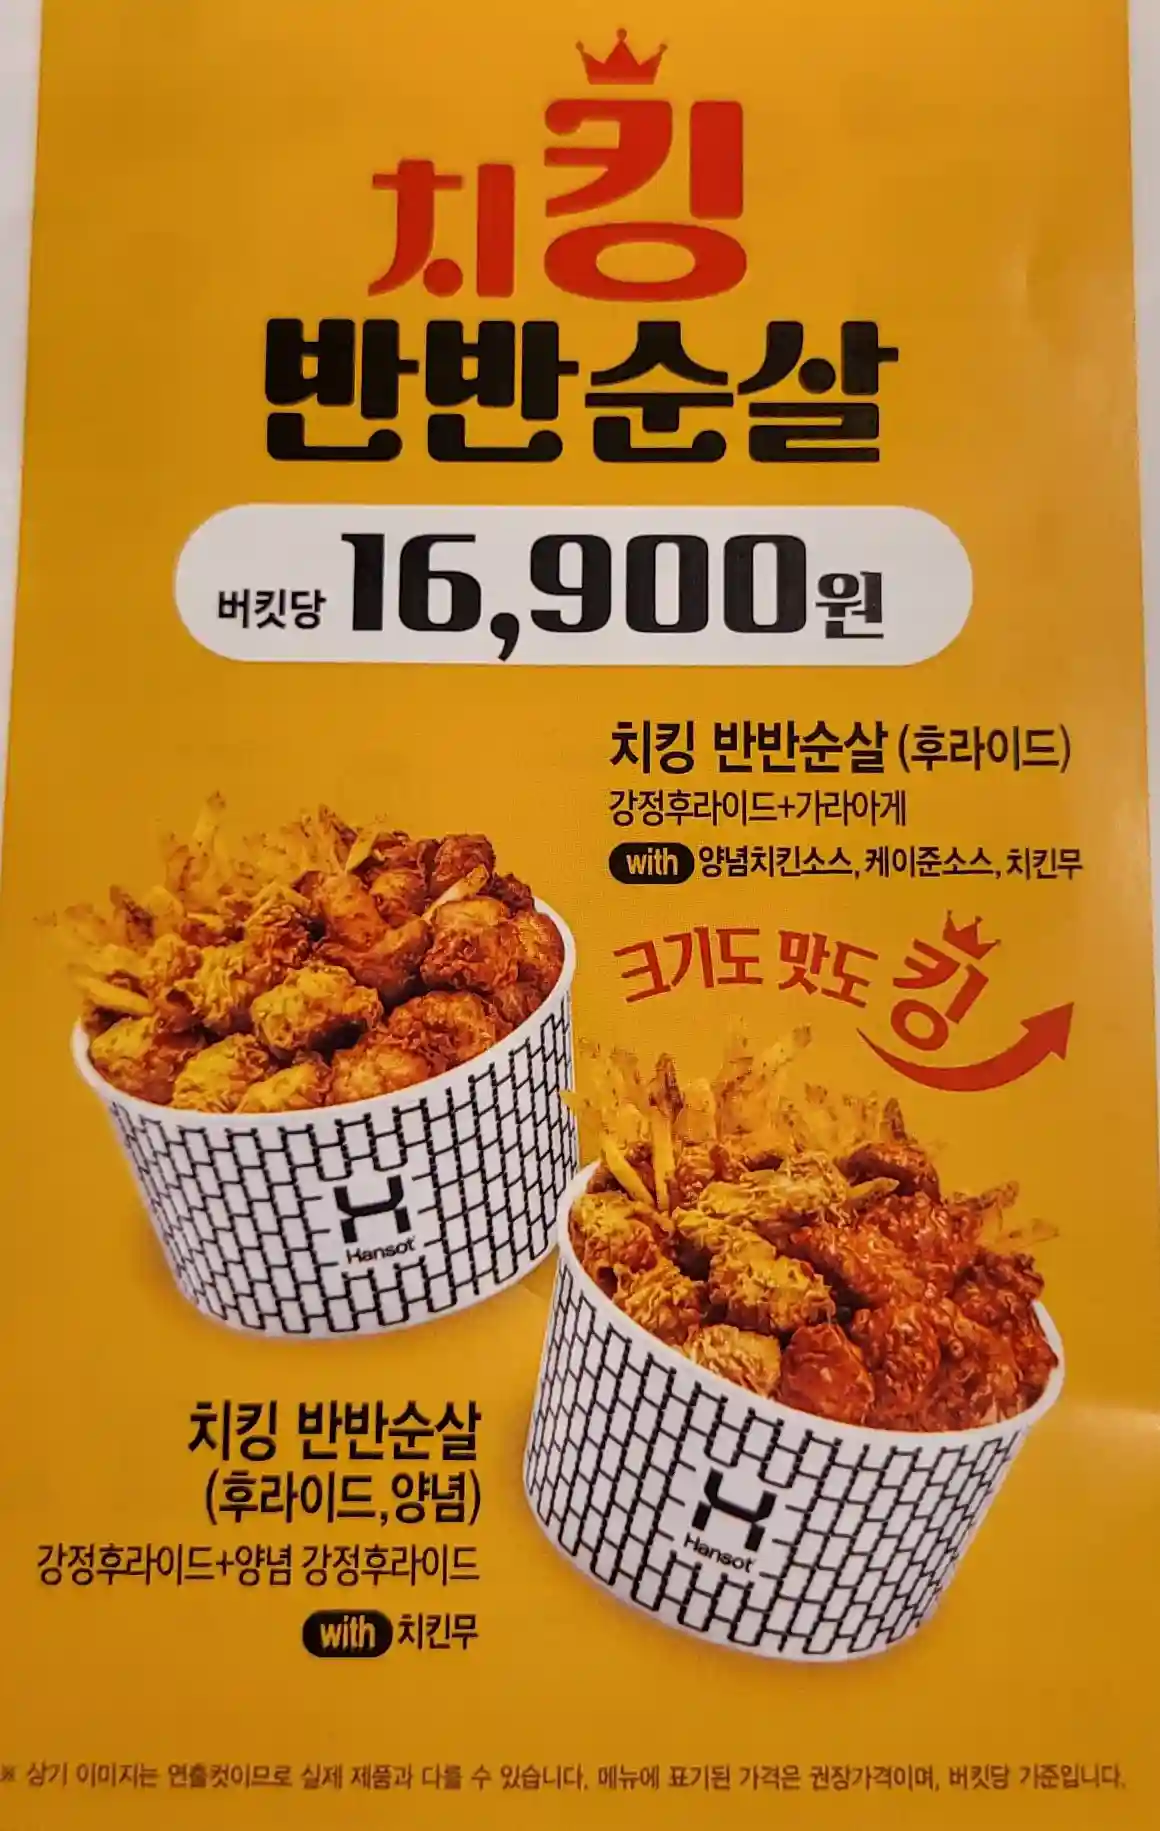 치킹
반반순살
버킷당 16,900원
치킹 반반순살 (후라이드)
강정후라이드+가라아게
with 양념치킨소스, 케이준소스, 치킨무
크기도 맛도 킹
Hansot
Hansot
치킹 반반순살
(후라이드,양념)
강정후라이드+양념 강정후라이드
with 치킨무
※ 상기 이미지는 연출컷이므로 실제 제품과 다를 수 있습니다. 메뉴에 표기된 가격은 권장가격이며, 버킷당 기준입니다.